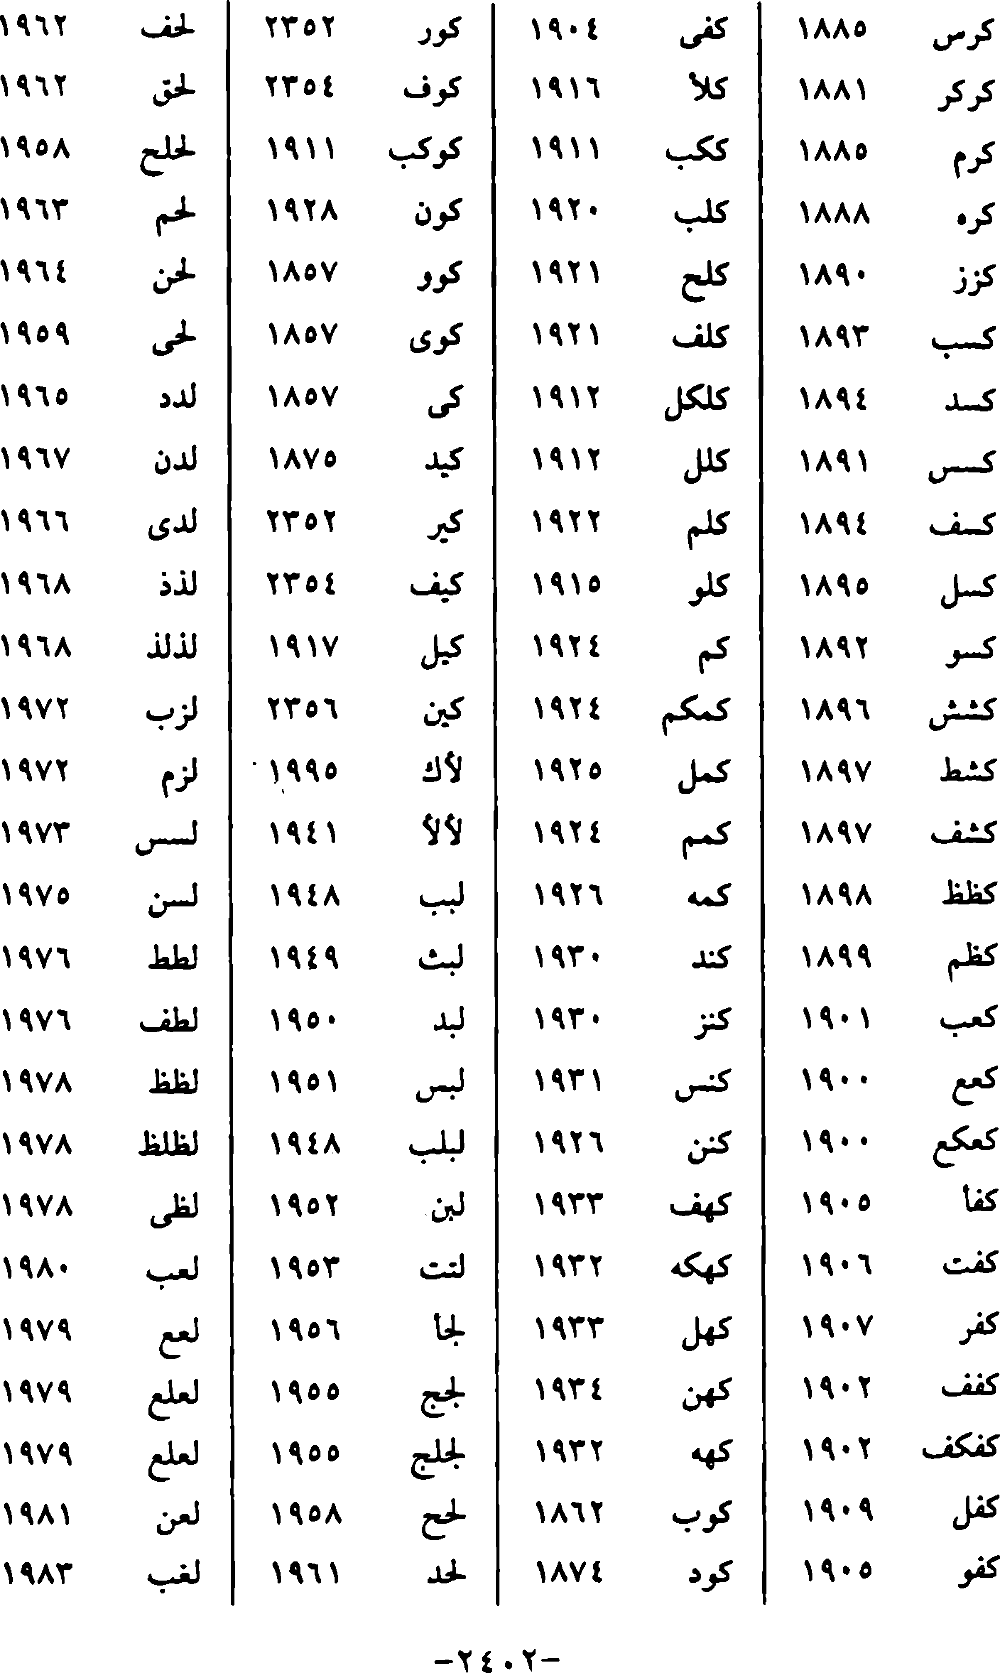 كرس ١٨٨٥
كركر ١٨٨١
كرم ١٨٨٥
كره ١٨٨٨
كزز ١٨٩٠
كسب ١٨٩٣
كسد ١٨٩٤
كسس ١٨٩١
كسف ١٨٩٤
كسل ١٨٩٥
كسو ١٨٩٢
كشش ١٨٩٦
كشط ١٨٩٧
كشف ١٨٩٧
كظظ ١٨٩٨
كظم ١٨٩٩
كعب ١٩٠١
كعع ١٩٠٠
كعكع ١٩٠٠
كفأ ١٩٠٥
كفت ١٩٠٦
كفر ١٩٠٧
كفف ١٩٠٢
كفكف ١٩٠٢
كفل ١٩٠٩
كفو ١٩٠٥
كفى ١٩٠٤
كلأ ١٩١٦
ككب ١٩١١
كلب ١٩٢٠
كلح ١٩٢١
كلف ١٩٢١
كلكل ١٩١٢
كلل ١٩١٢
كلم ١٩٢٢
كلو ١٩١٥
كم ١٩٢٤
كمكم ١٩٢٤
كمل ١٩٢٥
كمم ١٩٢٤
كمه ١٩٢٦
كند ١٩٣٠
كنز ١٩٣٠
كنس ١٩٣١
كنن ١٩٢٦
كهف ١٩٣٣
كهكه ١٩٣٢
كهل ١٩٣٣
كهن ١٩٣٤
كهه ١٩٣٢
كوب ١٨٦٢
كود ١٨٧٤
كور ٢٣٥٢
كوف ٢٣٥٤
كوكب ١٩١١
كون ١٩٢٨
كوو ١٨٥٧
كوى ١٨٥٧
كى ١٨٥٧
كيد ١٨٧٥
كير ٢٣٥٢
كيف ٢٣٥٤
كيل ١٩١٧
كين ٢٣٥٦
لأك ١٩٩٥
لألأ ١٩٤١
لبب ١٩٤٨
لبث ١٩٤٩
لبد ١٩٥٠
لبس ١٩٥١
لبلب ١٩٤٨
لبن ١٩٥٢
لتت ١٩٥٣
لجأ ١٩٥٦
لجج ١٩٥٥
لجلج ١٩٥٥
لحح ١٩٥٨
لحد ١٩٦١
لحف ١٩٦٢
لحق ١٩٦٢
لحلح ١٩٥٨
لحم ١٩٦٣
لحن ١٩٦٤
لحى ١٩٥٩
لدد ١٩٦٥
لدن ١٩٦٧
لدى ١٩٦٦
لذذ ١٩٦٨
لذلذ ١٩٦٨
لزب ١٩٧٢
لزم ١٩٧٢
لسس ١٩٧٣
لسن ١٩٧٥
لطط ١٩٧٦
لطف ١٩٧٦
لظظ ١٩٧٨
لظلظ ١٩٧٨
لظى ١٩٧٨
لعب ١٩٨٠
لعع ١٩٧٩
لعلع ١٩٧٩
لعلع ١٩٧٩
لعن ١٩٨١
لغب ١٩٨٣
-٢٤٠٢-